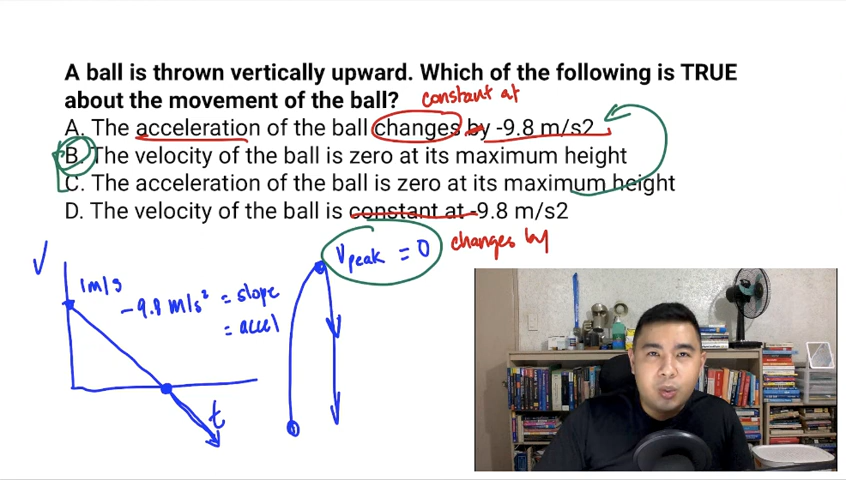 A ball is thrown vertically upward. Which of the following is TRUE
about the movement of the ball?
constant at
A. The acceleration of the ball changes by -9.8 m/s2
B. The velocity of the ball is zero at its maximum height
C. The acceleration of the ball is zero at its maximum height
D. The velocity of the ball is constant at -9.8 m/s2
changes by
V
1m/s
-9.8 m/s² = slope
= accel
t
Vpeak = 0